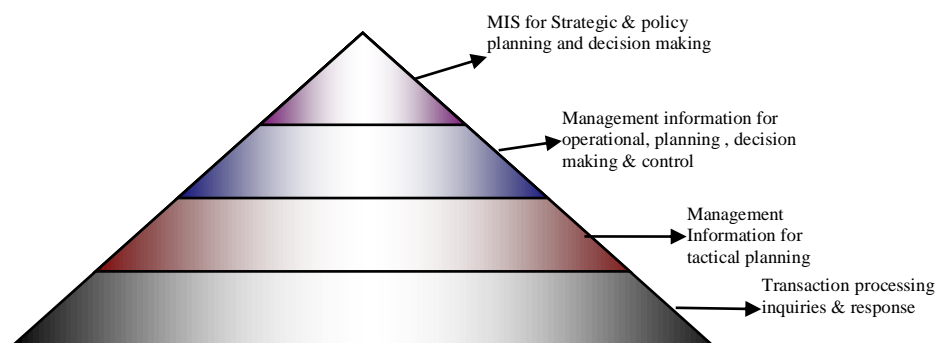 MIS for Strategic & policy
planning and decision making
Management information for
operational, planning , decision
making & control
Management
Information for
tactical planning
Transaction processing
inquiries & response